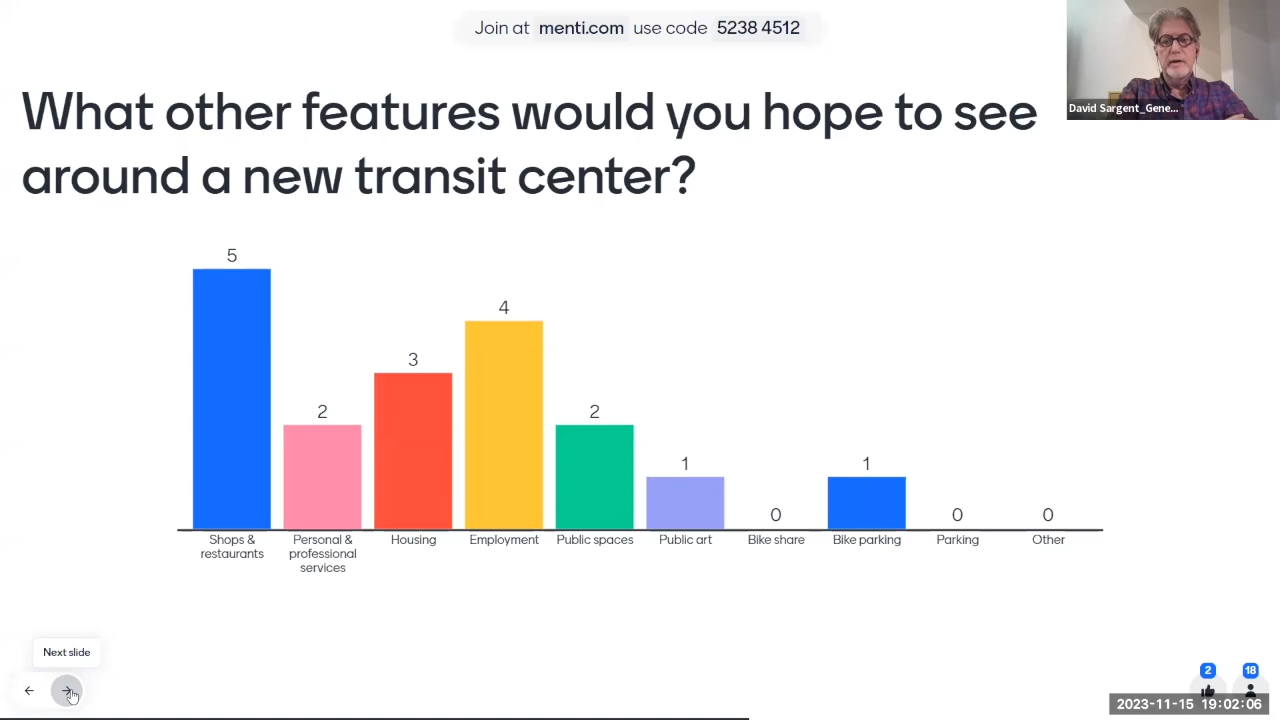 Join at menti.com use code 5238 4512
David Sargent_Gene...
What other features would you hope to see
around a new transit center?
5
2
3
4
2
1
0
1
0
0
Shops &
restaurants
Personal &
professional
services
Housing
Employment
Public spaces
Public art
Bike share
Bike parking
Parking
Other
Next slide
2
18
2023-11-15 19:02:06